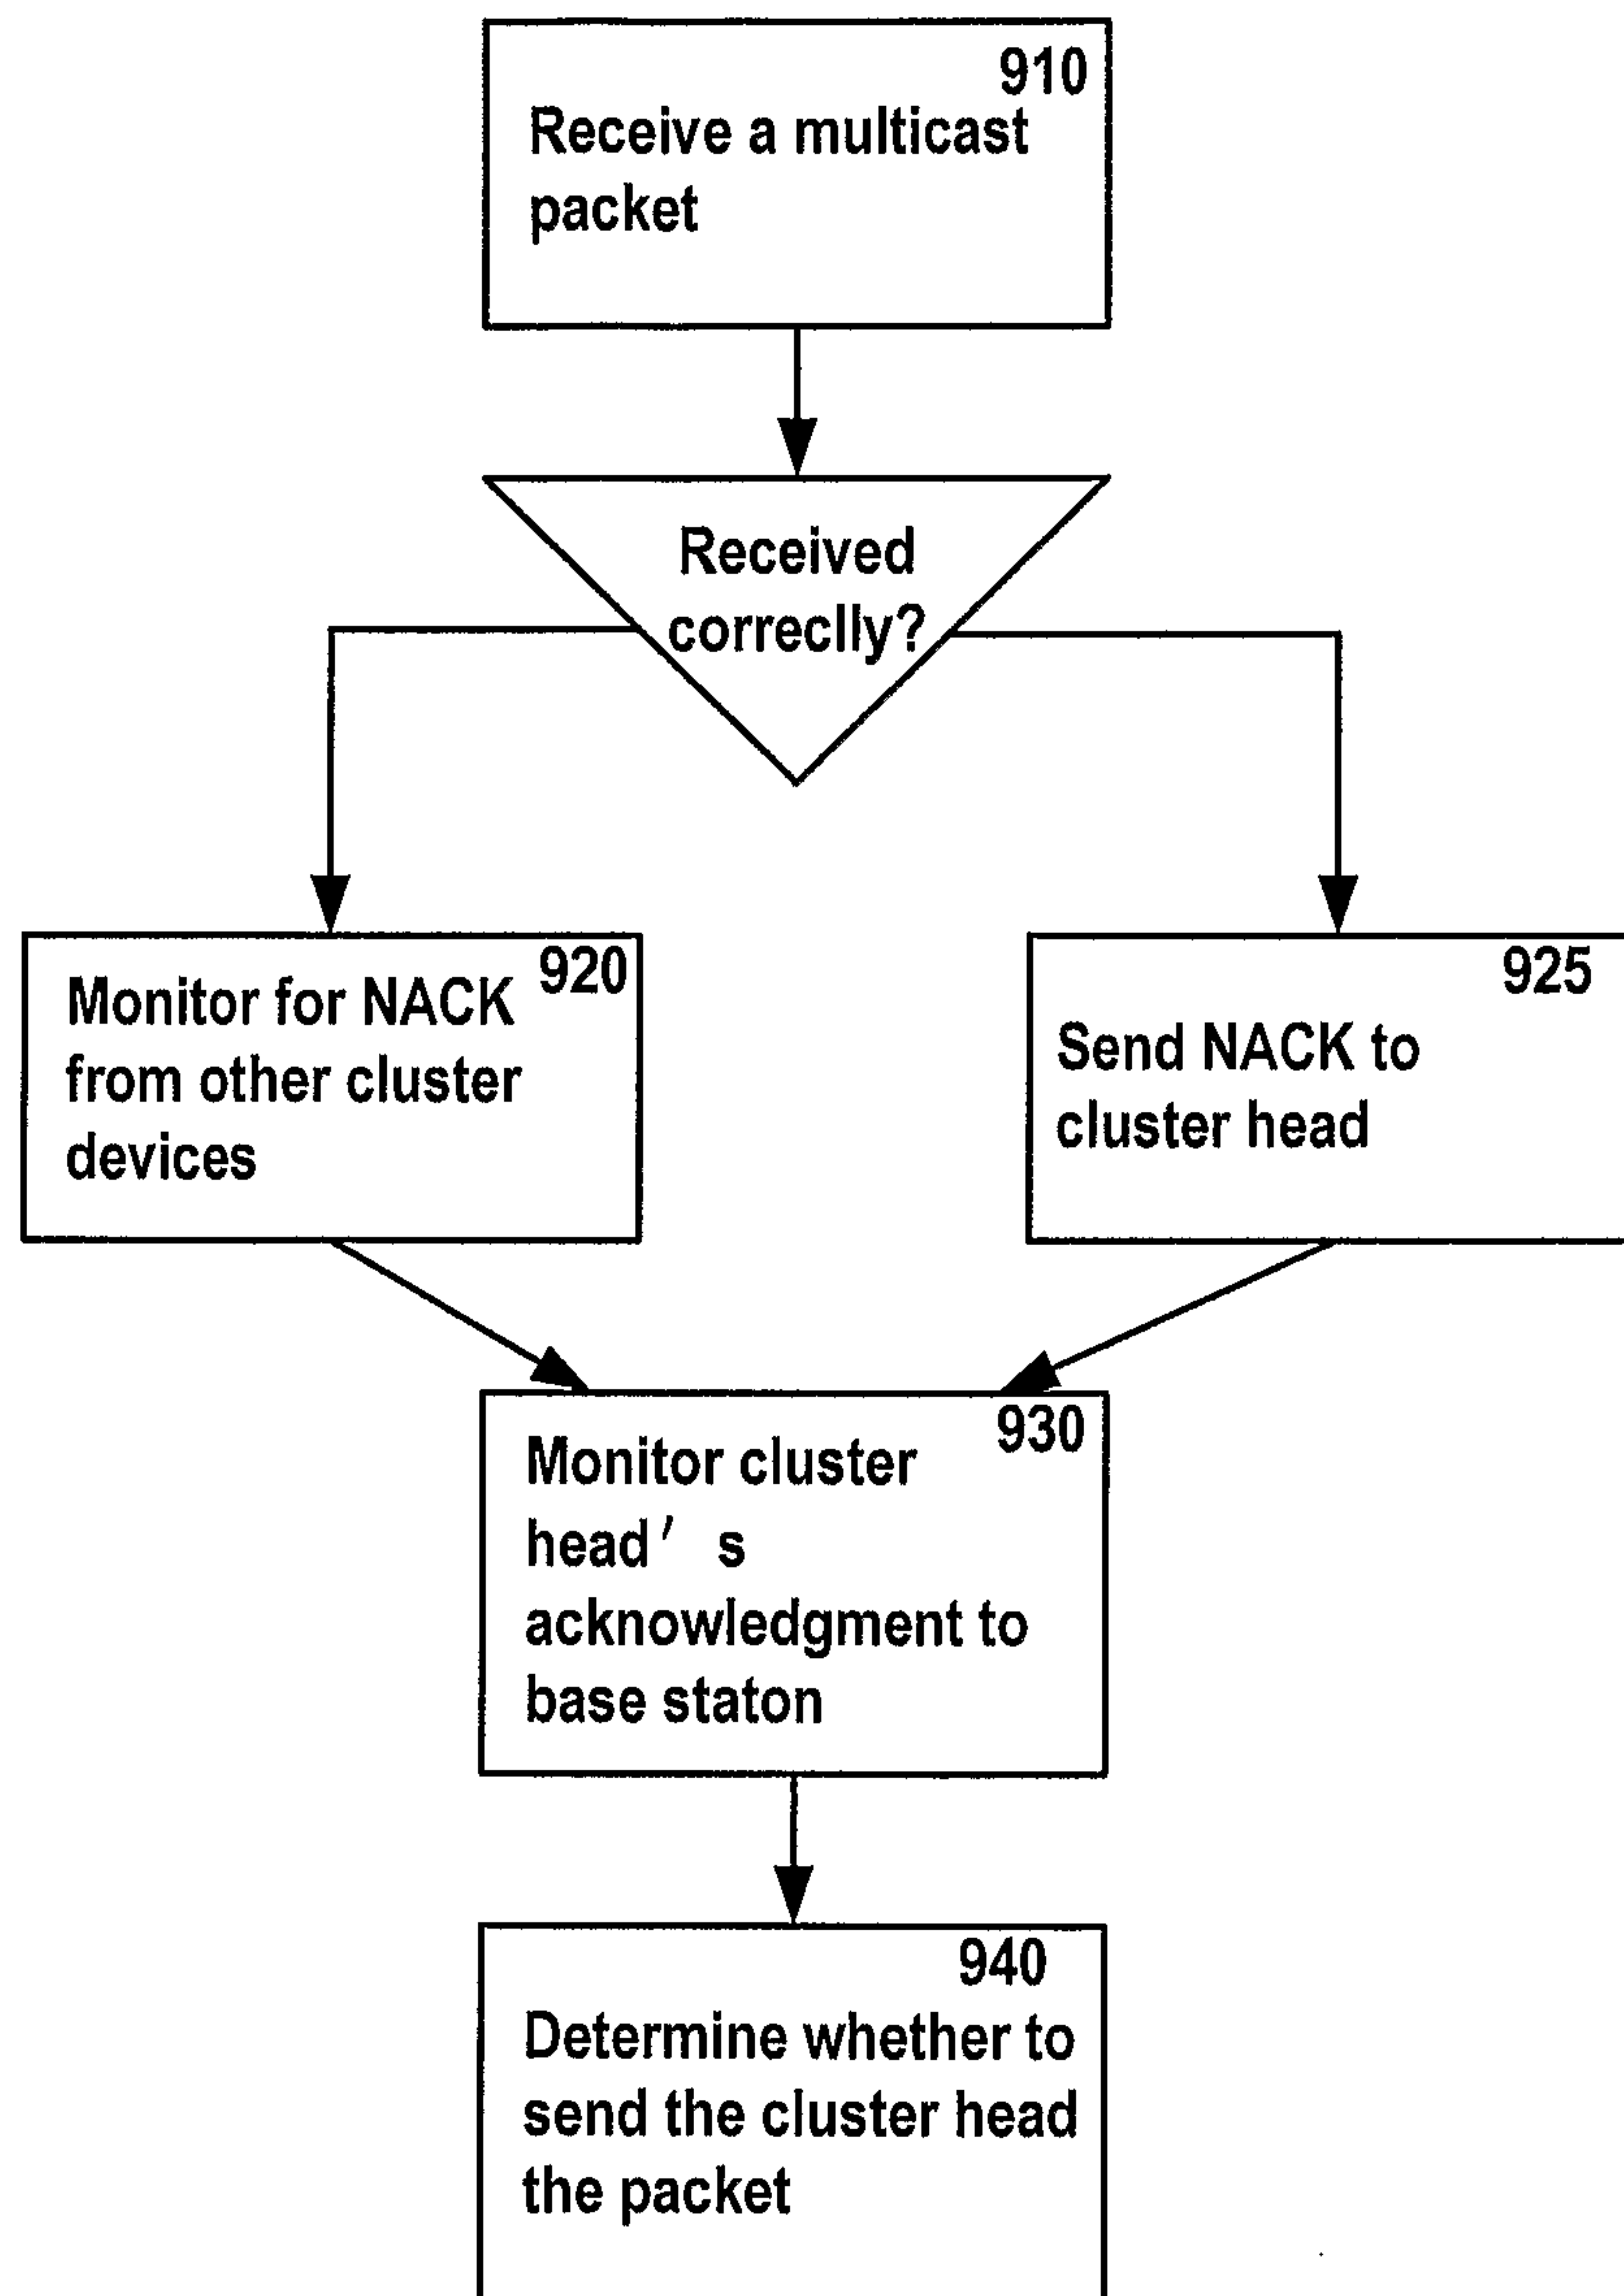 910
Receive a multicast
packet
Received
correclly?
920
Monitor for NACK
from other cluster
devices
925
Send NACK to
cluster head
930
Monitor cluster
head's
acknowledgment to
base staton
940
Determine whether to
send the cluster head
the packet